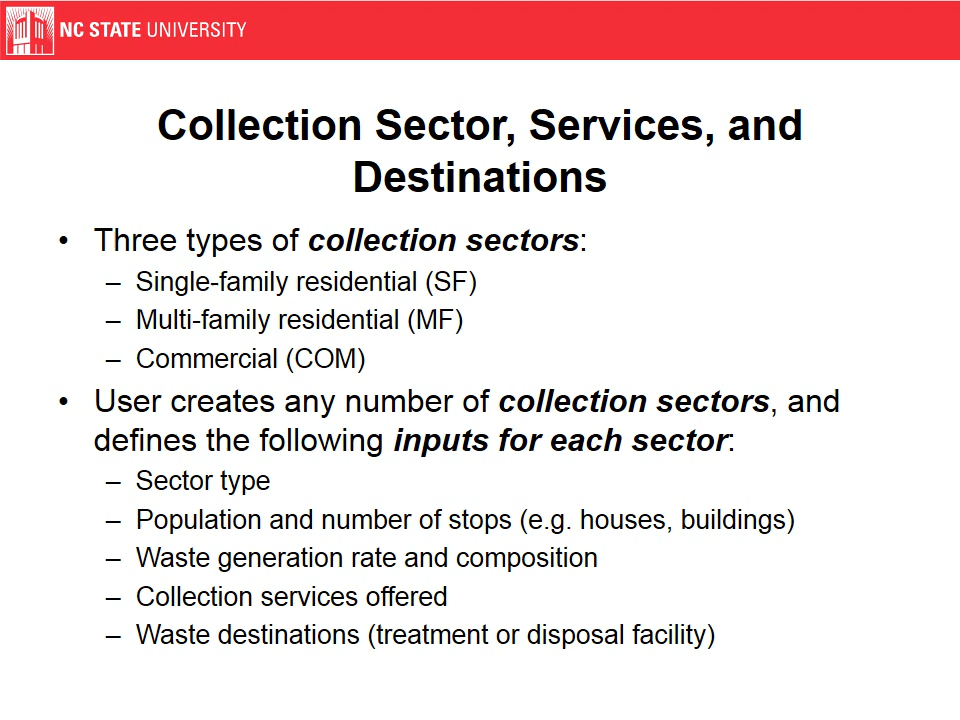 NC STATE UNIVERSITY
Collection Sector, Services, and
Destinations
• Three types of collection sectors:
– Single-family residential (SF)
– Multi-family residential (MF)
– Commercial (COM)
• User creates any number of collection sectors, and
defines the following inputs for each sector:
– Sector type
– Population and number of stops (e.g. houses, buildings)
– Waste generation rate and composition
– Collection services offered
– Waste destinations (treatment or disposal facility)